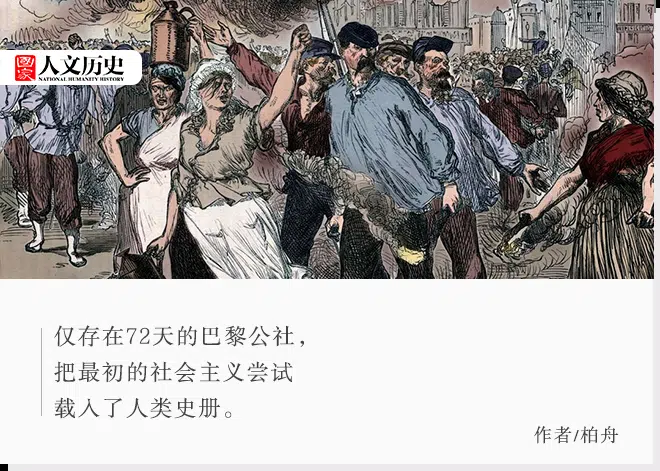 國家人文历史
NATIONAL HUMANITY HISTORY
仅存在72天的巴黎公社，
把最初的社会主义尝试
载入了人类史册。
作者/柏舟